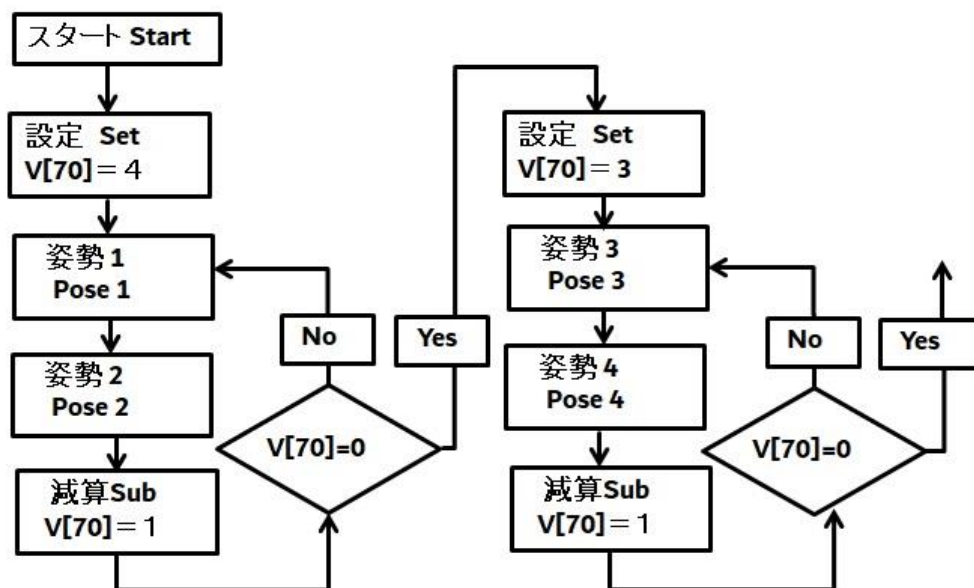 スタート Start
設定 Set
V[70]＝４
姿勢 1
Pose 1
姿勢 2
Pose 2
減算Sub
V[70]＝１
V[70]=0
No
Yes
設定 Set
V[70]＝3
姿勢 3
Pose 3
姿勢 4
Pose 4
減算Sub
V[70]＝１
V[70]=0
No
Yes